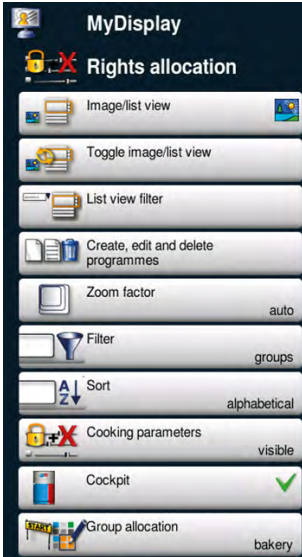 MyDisplay
Rights allocation
Image/list view
Toggle image/list view
List view filter
Create, edit and delete
programmes
Zoom factor
auto
Filter
groups
A
Z
Sort
alphabetical
Cooking parameters
visible
Cockpit
START
Group allocation
bakery